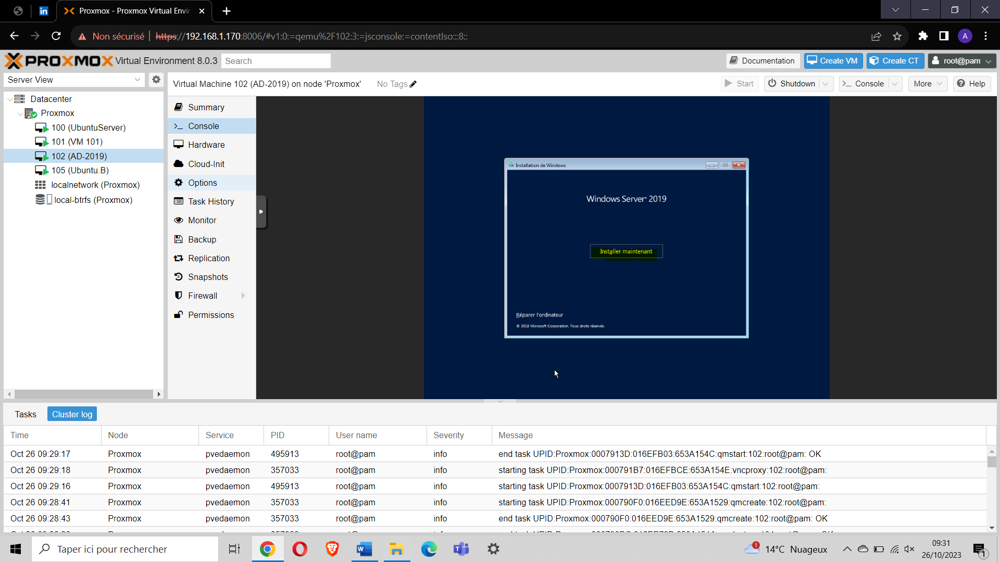 Proxmox - Proxmox Virtual Envir
Non sécurisé | https://192.168.1.170:8006/#v1:0:=qemu%2F102:3:=jsconsole:=contentIso:::8::
A
PROXMOX Virtual Environment 8.0.3 Search
Documentation Create VM Create CT root@pam
Server View
Virtual Machine 102 (AD-2019) on node 'Proxmox' No Tags
Start Shutdown Console More Help
Datacenter
Proxmox
100 (UbuntuServer)
101 (VM 101)
102 (AD-2019)
105 (Ubuntu.B)
localnetwork (Proxmox)
local-btrfs (Proxmox)
Summary
Console
Hardware
Cloud-Init
Options
Task History
Monitor
Backup
Replication
Snapshots
Firewall
Permissions
Installation de Windows
Windows Server® 2019
Installer maintenant
Réparer l'ordinateur
© 2018 Microsoft Corporation. Tous droits réservés.
Tasks Cluster log
Time Node Service PID User name Severity Message
Oct 26 09:29:17 Proxmox pvedaemon 495913 root@pam info end task UPID:Proxmox:0007913D:016EFB03:653A154C:qmstart:102:root@pam: OK
Oct 26 09:29:18 Proxmox pvedaemon 357033 root@pam info starting task UPID:Proxmox:000791B7:016EFBCE:653A154E:vncproxy:102:root@pam:
Oct 26 09:29:16 Proxmox pvedaemon 495913 root@pam info starting task UPID:Proxmox:0007913D:016EFB03:653A154C:qmstart:102:root@pam:
Oct 26 09:28:41 Proxmox pvedaemon 357033 root@pam info starting task UPID:Proxmox:000790F0:016EED9E:653A1529:qmcreate:102:root@pam:
Oct 26 09:28:43 Proxmox pvedaemon 357033 root@pam info end task UPID:Proxmox:000790F0:016EED9E:653A1529:qmcreate:102:root@pam: OK
Taper ici pour rechercher
1 14°C Nuageux
09:31
26/10/2023
1